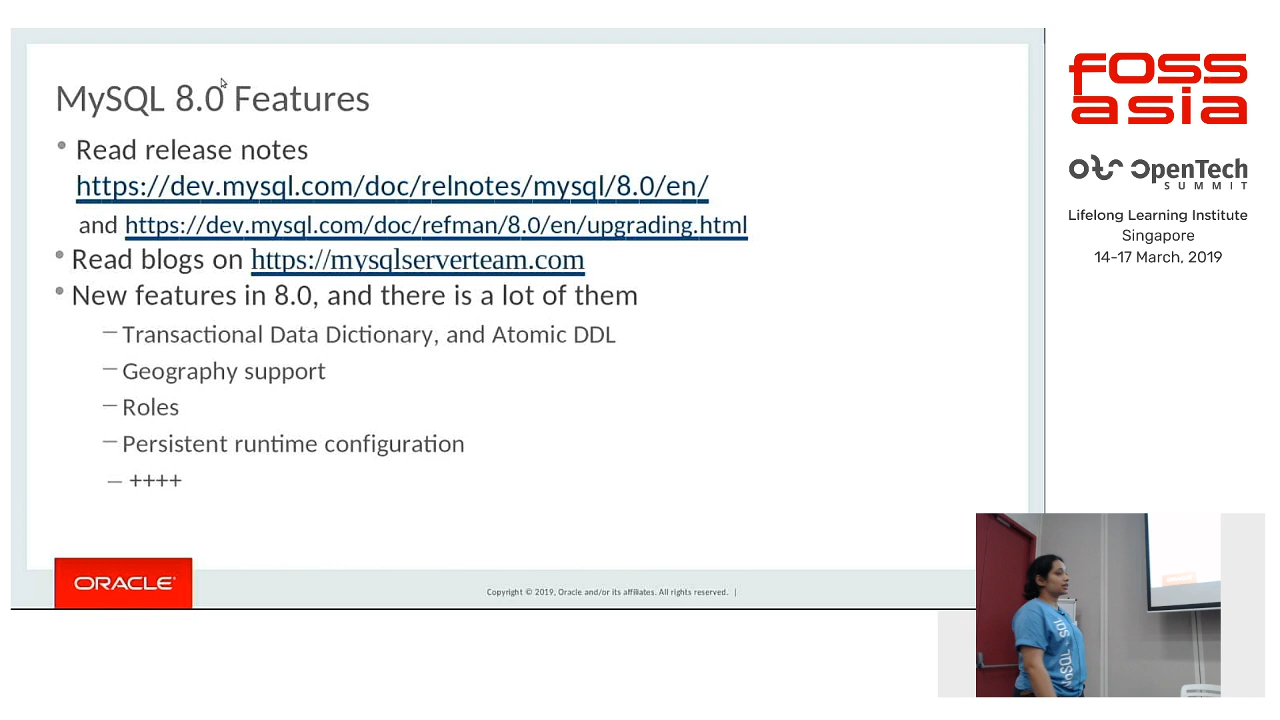 MySQL 8.0 Features
• Read release notes
https://dev.mysql.com/doc/relnotes/mysql/8.0/en/
and https://dev.mysql.com/doc/refman/8.0/en/upgrading.html
• Read blogs on https://mysqlserverteam.com
• New features in 8.0, and there is a lot of them
– Transactional Data Dictionary, and Atomic DDL
– Geography support
– Roles
– Persistent runtime configuration
– ++++
ORACLE®
Copyright © 2019, Oracle and/or its affiliates. All rights reserved. |
FOSS
asia
OpenTech
SUMMIT
Lifelong Learning Institute
Singapore
14-17 March, 2019